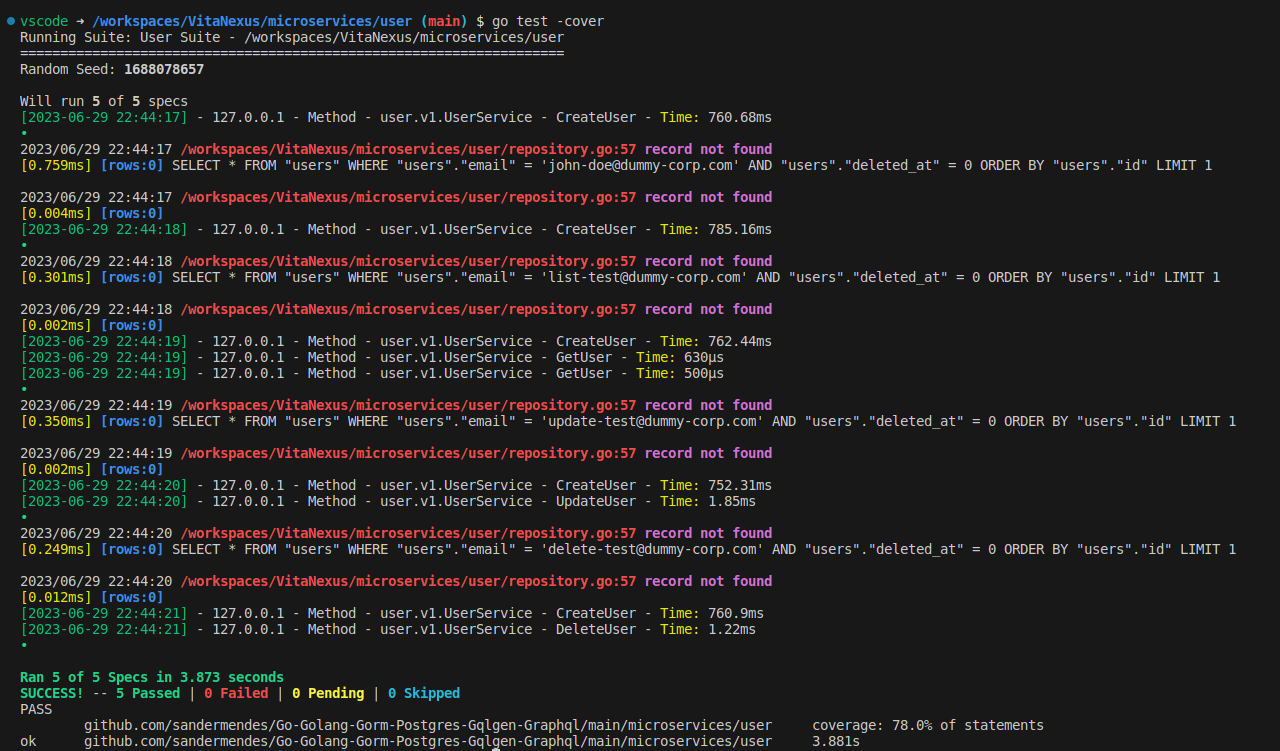 vscode → /workspaces/VitaNexus/microservices/user (main) $ go test -cover
Running Suite: User Suite - /workspaces/VitaNexus/microservices/user
====================================================================
Random Seed: 1688078657
Will run 5 of 5 specs
[2023-06-29 22:44:17] - 127.0.0.1 - Method - user.v1.UserService - CreateUser - Time: 760.68ms
•
2023/06/29 22:44:17 /workspaces/VitaNexus/microservices/user/repository.go:57 record not found
[0.759ms] [rows:0] SELECT * FROM "users" WHERE "users"."email" = 'john-doe@dummy-corp.com' AND "users"."deleted_at" = 0 ORDER BY "users"."id" LIMIT 1
2023/06/29 22:44:17 /workspaces/VitaNexus/microservices/user/repository.go:57 record not found
[0.004ms] [rows:0]
[2023-06-29 22:44:18] - 127.0.0.1 - Method - user.v1.UserService - CreateUser - Time: 785.16ms
•
2023/06/29 22:44:18 /workspaces/VitaNexus/microservices/user/repository.go:57 record not found
[0.301ms] [rows:0] SELECT * FROM "users" WHERE "users"."email" = 'list-test@dummy-corp.com' AND "users"."deleted_at" = 0 ORDER BY "users"."id" LIMIT 1
2023/06/29 22:44:18 /workspaces/VitaNexus/microservices/user/repository.go:57 record not found
[0.002ms] [rows:0]
[2023-06-29 22:44:19] - 127.0.0.1 - Method - user.v1.UserService - CreateUser - Time: 762.44ms
[2023-06-29 22:44:19] - 127.0.0.1 - Method - user.v1.UserService - GetUser - Time: 630µs
[2023-06-29 22:44:19] - 127.0.0.1 - Method - user.v1.UserService - GetUser - Time: 500µs
•
2023/06/29 22:44:19 /workspaces/VitaNexus/microservices/user/repository.go:57 record not found
[0.350ms] [rows:0] SELECT * FROM "users" WHERE "users"."email" = 'update-test@dummy-corp.com' AND "users"."deleted_at" = 0 ORDER BY "users"."id" LIMIT 1
2023/06/29 22:44:19 /workspaces/VitaNexus/microservices/user/repository.go:57 record not found
[0.002ms] [rows:0]
[2023-06-29 22:44:20] - 127.0.0.1 - Method - user.v1.UserService - CreateUser - Time: 752.31ms
[2023-06-29 22:44:20] - 127.0.0.1 - Method - user.v1.UserService - UpdateUser - Time: 1.85ms
•
2023/06/29 22:44:20 /workspaces/VitaNexus/microservices/user/repository.go:57 record not found
[0.249ms] [rows:0] SELECT * FROM "users" WHERE "users"."email" = 'delete-test@dummy-corp.com' AND "users"."deleted_at" = 0 ORDER BY "users"."id" LIMIT 1
2023/06/29 22:44:20 /workspaces/VitaNexus/microservices/user/repository.go:57 record not found
[0.012ms] [rows:0]
[2023-06-29 22:44:21] - 127.0.0.1 - Method - user.v1.UserService - CreateUser - Time: 760.9ms
[2023-06-29 22:44:21] - 127.0.0.1 - Method - user.v1.UserService - DeleteUser - Time: 1.22ms
•
Ran 5 of 5 Specs in 3.873 seconds
SUCCESS! -- 5 Passed | 0 Failed | 0 Pending | 0 Skipped
PASS
github.com/sandermendes/Go-Golang-Gorm-Postgres-Gqlgen-Graphql/main/microservices/user coverage: 78.0% of statements
ok github.com/sandermendes/Go-Golang-Gorm-Postgres-Gqlgen-Graphql/main/microservices/user 3.881s